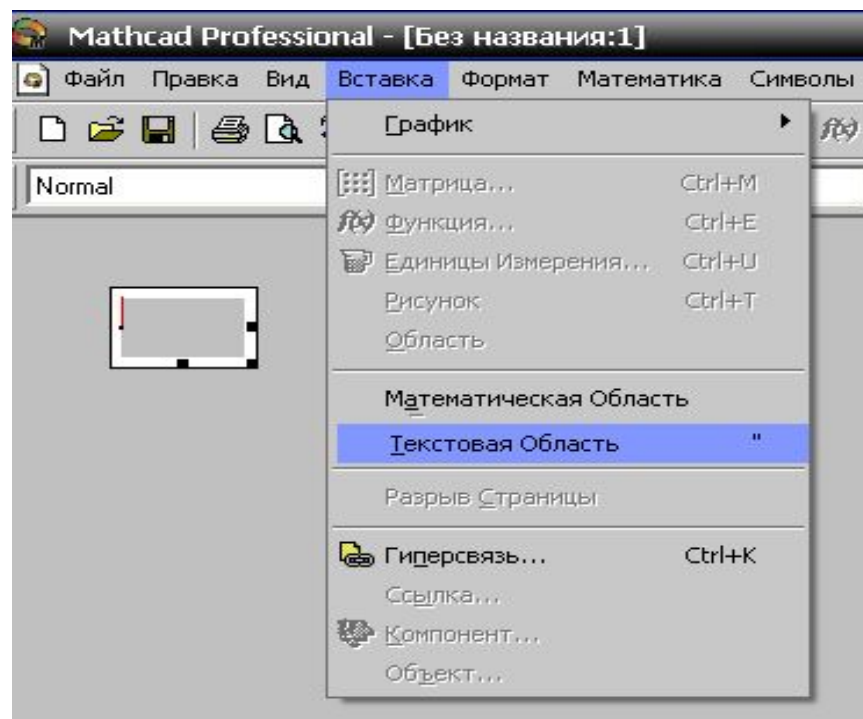 Mathcad Professional - [Без названия:1]
Файл Правка Вид Вставка Формат Математика Символы
Normal
График
Матрица... Ctrl+M
f(x) Функция... Ctrl+E
Единицы Измерения... Ctrl+U
Рисунок Ctrl+T
Область
Математическая Область
Текстовая Область "
Разрыв Страницы
Гиперсвязь... Ctrl+K
Ссылка...
Компонент...
Объект...
f(x)